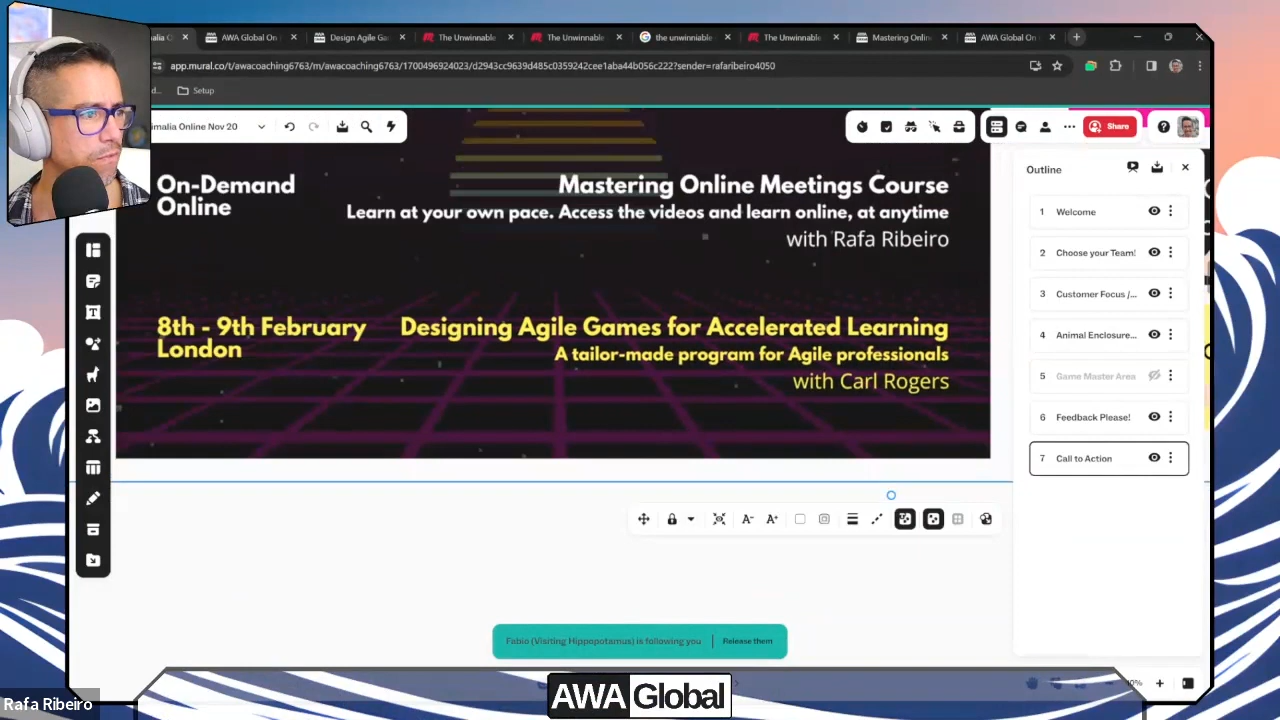 AWA Global On
Design Agile Gar
The Unwinnable
The Unwinnable
the unwinniable
The Unwinnable
Mastering Onlin
AWA Global On
app.mural.co/t/awacoaching6763/m/awacoaching6763/1700496924023/d2943cc9639d485c0359242cee1aba44b056c222?sender=rafaribeiro4050
Setup
imalia Online Nov 20
Share
On-Demand
Online
Mastering Online Meetings Course
Learn at your own pace. Access the videos and learn online, at anytime
with Rafa Ribeiro
8th - 9th February
London
Designing Agile Games for Accelerated Learning
A tailor-made program for Agile professionals
with Carl Rogers
Outline
1 Welcome
2 Choose your Team!
3 Customer Focus /...
4 Animal Enclosure...
5 Game Master Area
6 Feedback Please!
7 Call to Action
A- A+
Fabio (Visiting Hippopotamus) is following you
Release them
10%
AWA Global
Rafa Ribeiro